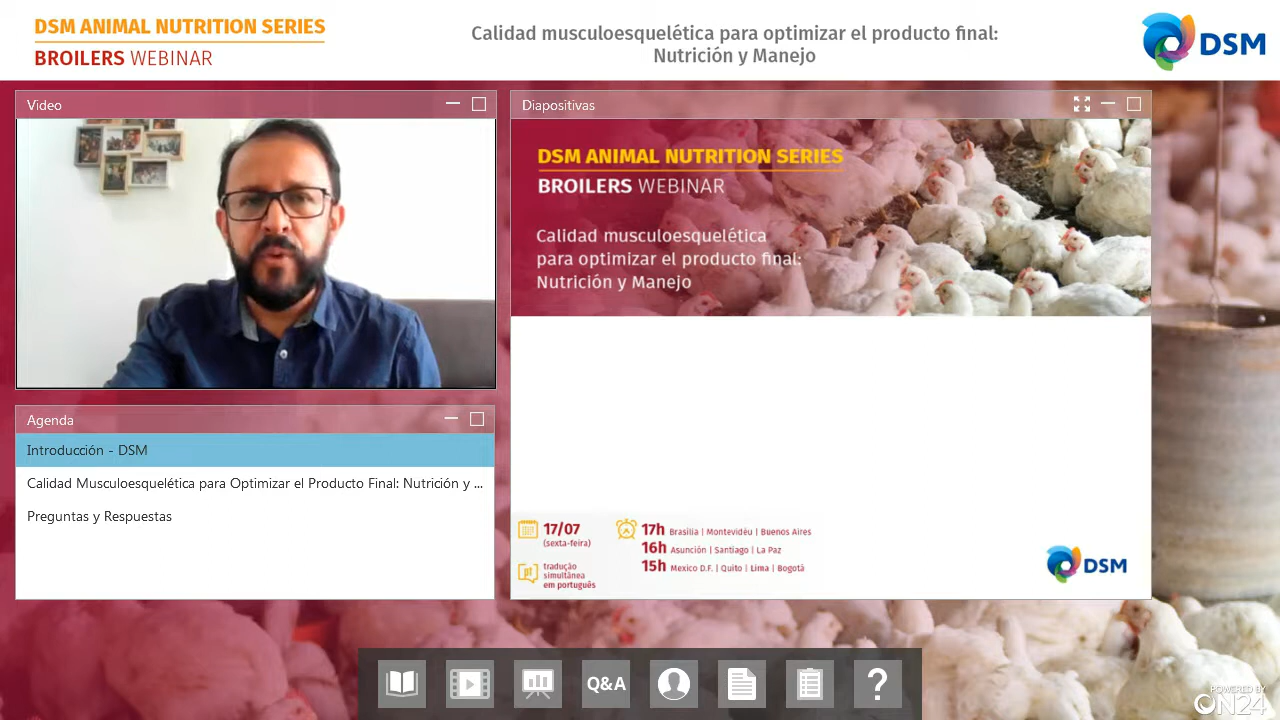 DSM ANIMAL NUTRITION SERIES
BROILERS WEBINAR
Calidad musculoesquelética para optimizar el producto final:
Nutrición y Manejo
DSM
Video
Diapositivas
DSM ANIMAL NUTRITION SERIES
BROILERS WEBINAR
Calidad musculoesquelética
para optimizar el producto final:
Nutrición y Manejo
17/07
(sexta-feira)
pt
tradução
simultânea
em português
17h Brasília | Montevidéu | Buenos Aires
16h Asunción | Santiago | La Paz
15h Mexico D.F. | Quito | Lima | Bogotá
DSM
Agenda
Introducción - DSM
Calidad Musculoesquelética para Optimizar el Producto Final: Nutrición y ...
Preguntas y Respuestas
Q&A
?
POWERED BY
ON24